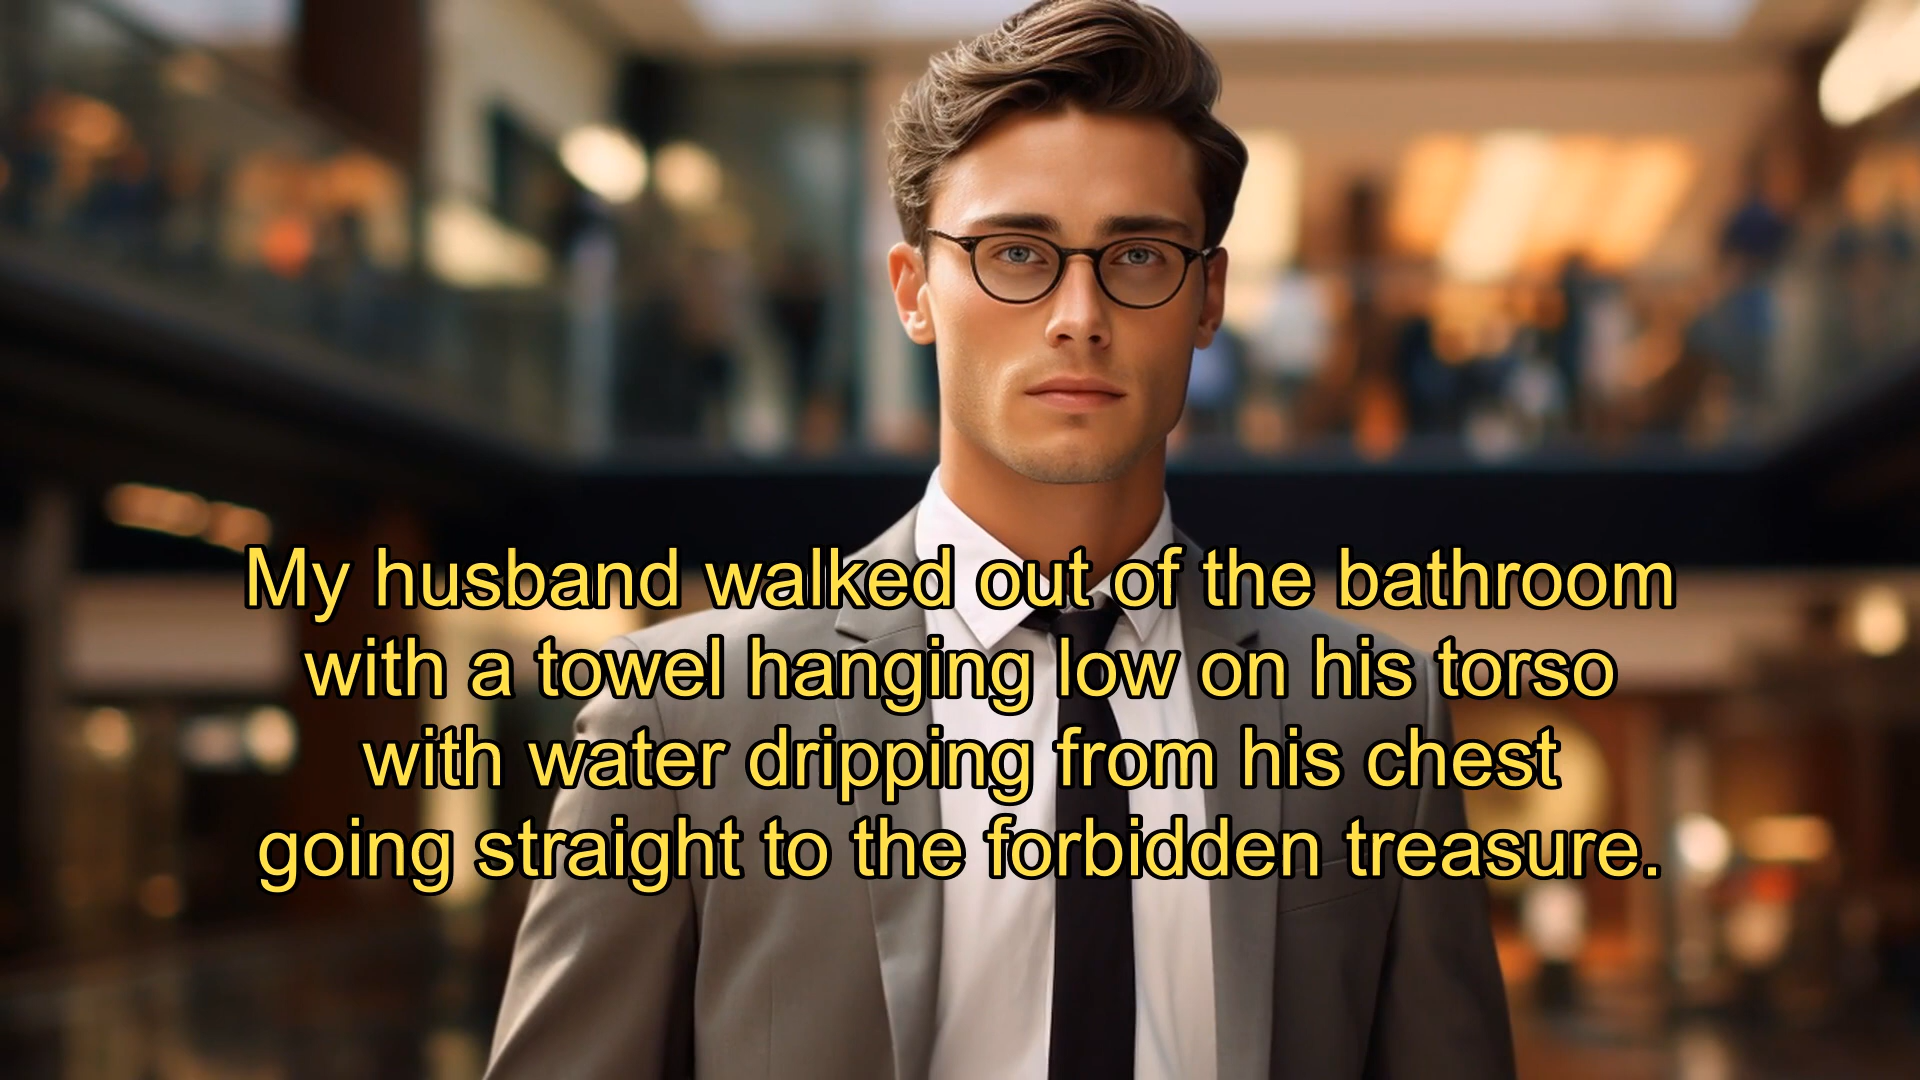 My husband walked out of the bathroom
with a towel hanging low on his torso
with water dripping from his chest
going straight to the forbidden treasure.